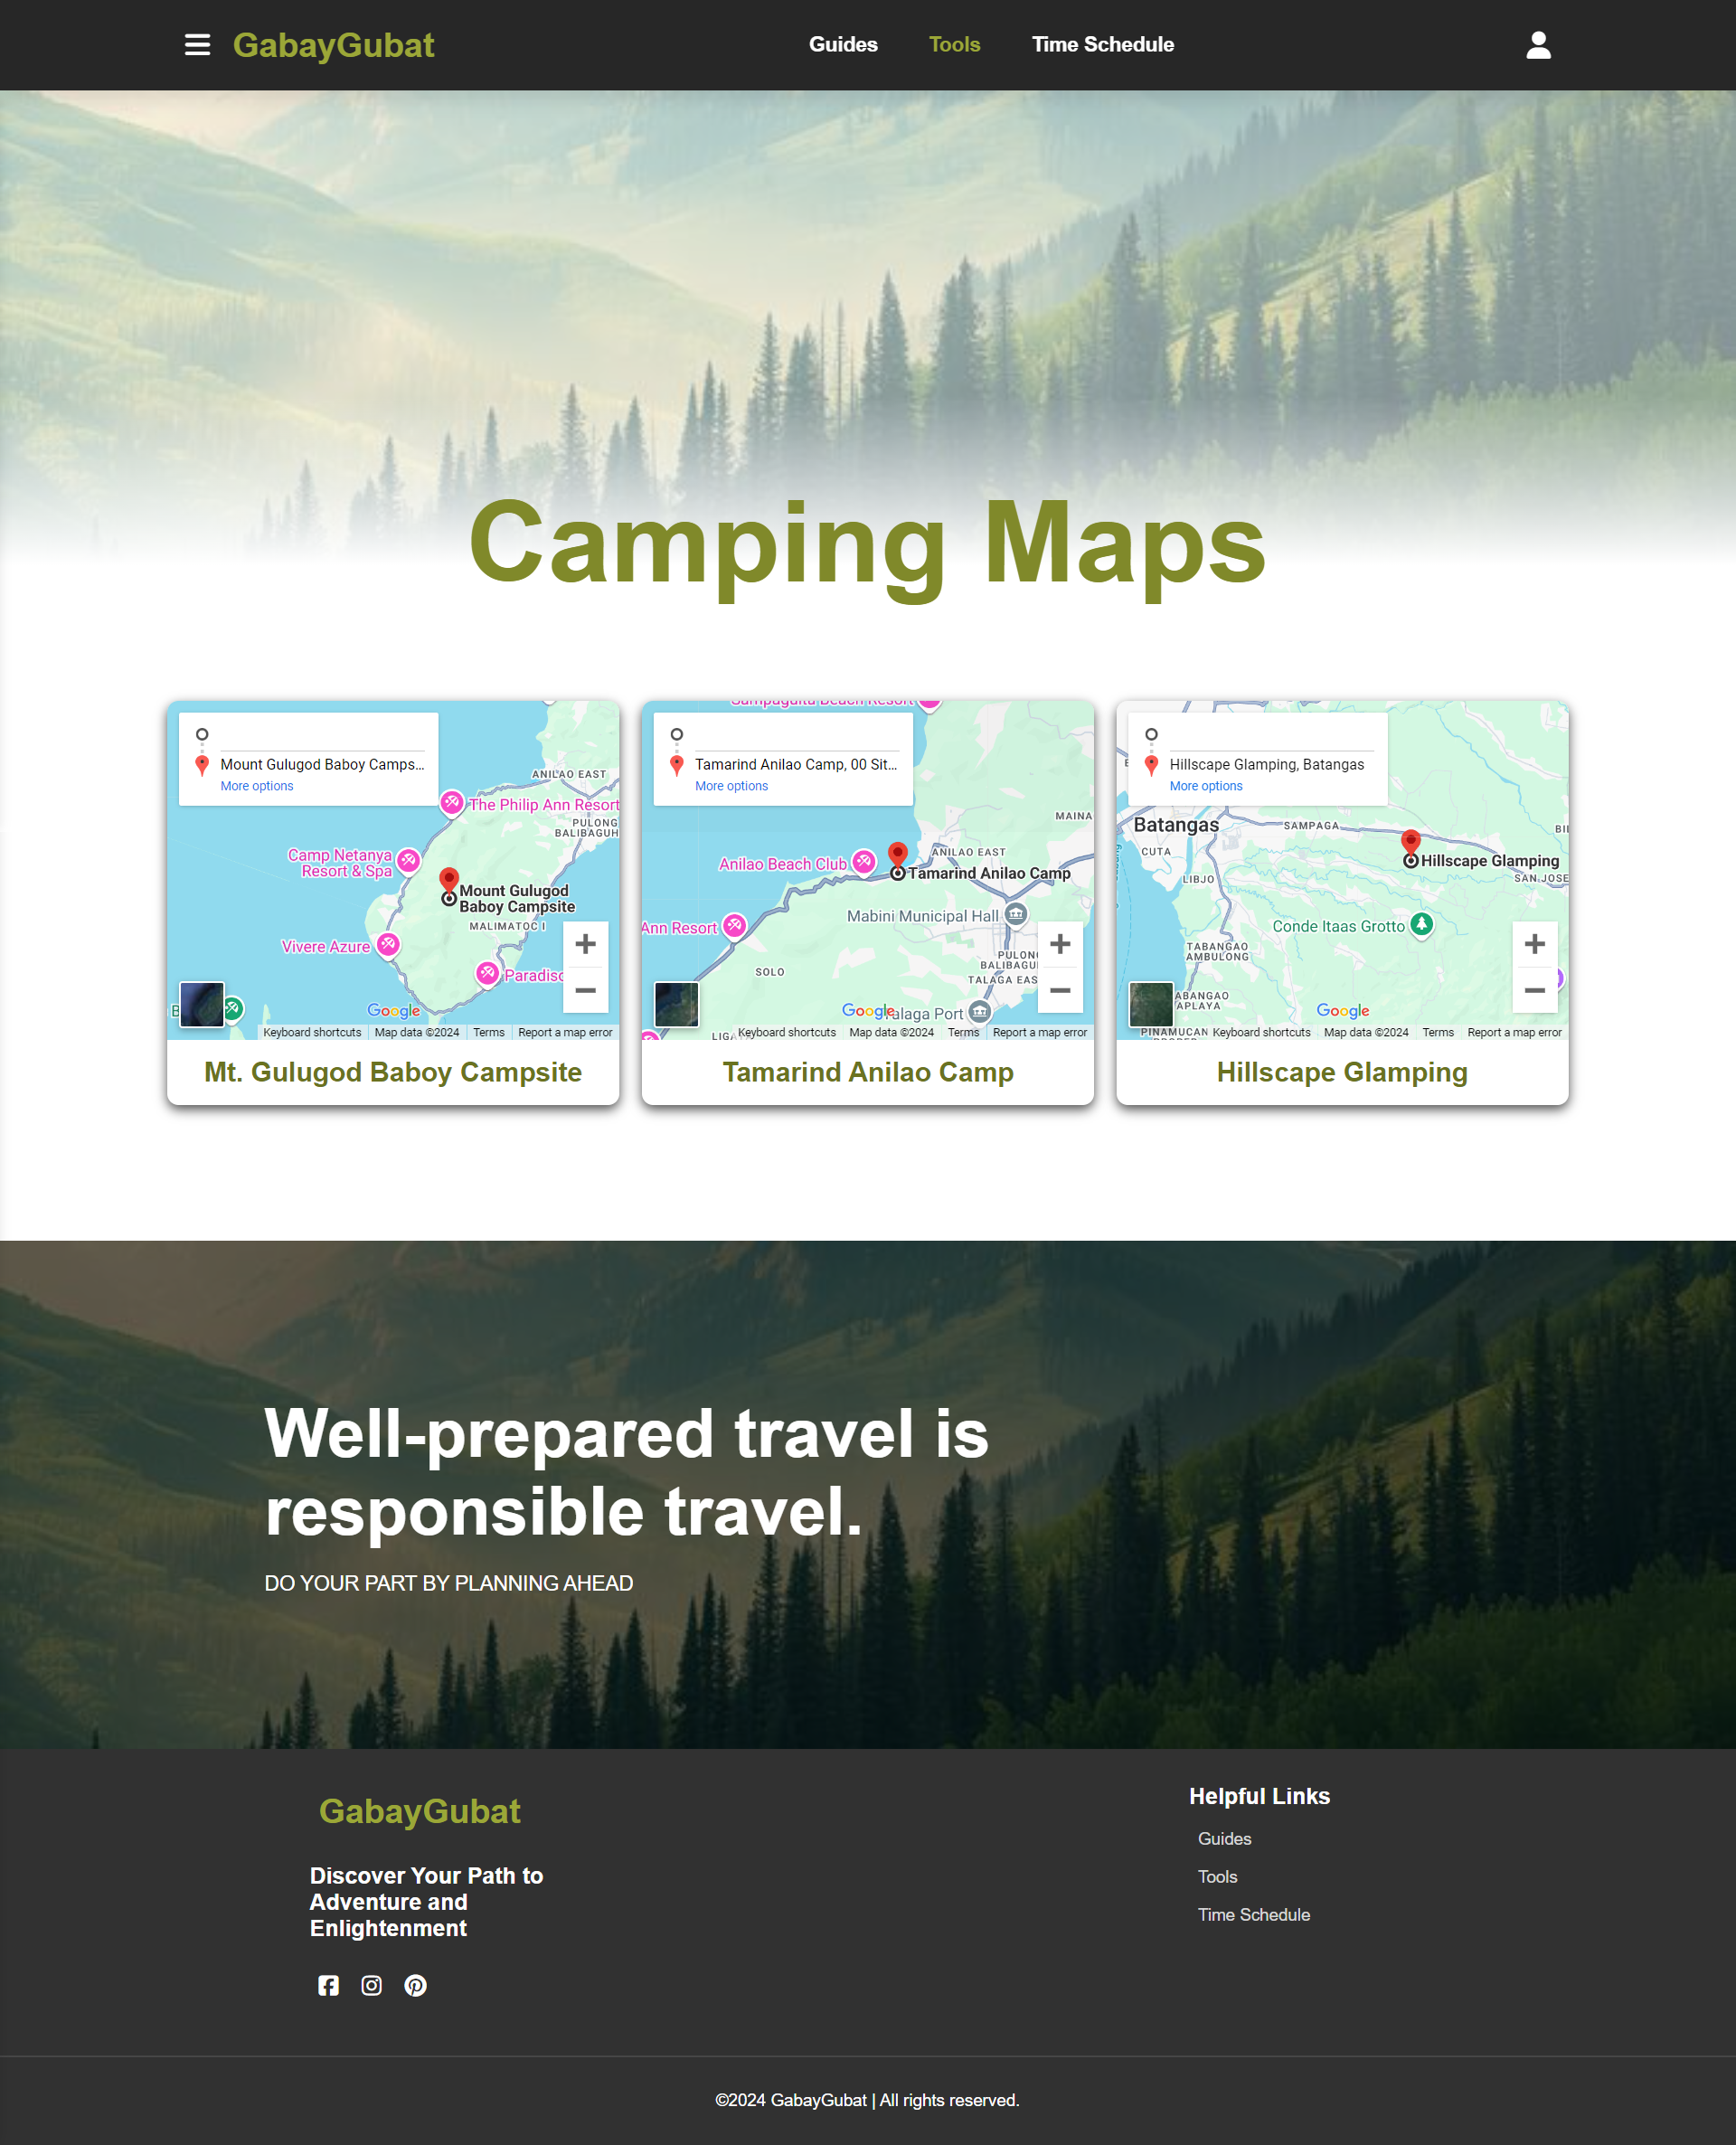 GabayGubat
Guides
Tools
Time Schedule
Camping Maps
Mount Gulugod Baboy Camps...
More options
ANILAO EAST
The Philip Ann Resort
PULONG
BALIBAGUH
Camp Netanya
Resort & Spa
Mount Gulugod
Baboy Campsite
MALIMATOC I
Vivere Azure
Paradiso
B
Google
Keyboard shortcuts
Map data ©2024
Terms
Report a map error
Mt. Gulugod Baboy Campsite
Sampaguita Beach Resort
Tamarind Anilao Camp, 00 Sit...
More options
MAINA
ANILAO EAST
Anilao Beach Club
Tamarind Anilao Camp
Mabini Municipal Hall
Ann Resort
PULONG
BALIBAGU
SOLO
TALAGA EAS
Talaga Port
Google
LIGA
Keyboard shortcuts
Map data ©2024
Terms
Report a map error
Tamarind Anilao Camp
Hillscape Glamping, Batangas
More options
Batangas
SAMPAGA
BI
CUTA
Hillscape Glamping
LIBJO
SAN JOSE
Conde Itaas Grotto
TABANGAO
AMBULONG
ABANGAO
APLAYA
Google
PINAMUCAN
PROPER
Keyboard shortcuts
Map data ©2024
Terms
Report a map error
Hillscape Glamping
Well-prepared travel is
responsible travel.
DO YOUR PART BY PLANNING AHEAD
GabayGubat
Discover Your Path to
Adventure and
Enlightenment
Helpful Links
Guides
Tools
Time Schedule
©2024 GabayGubat | All rights reserved.